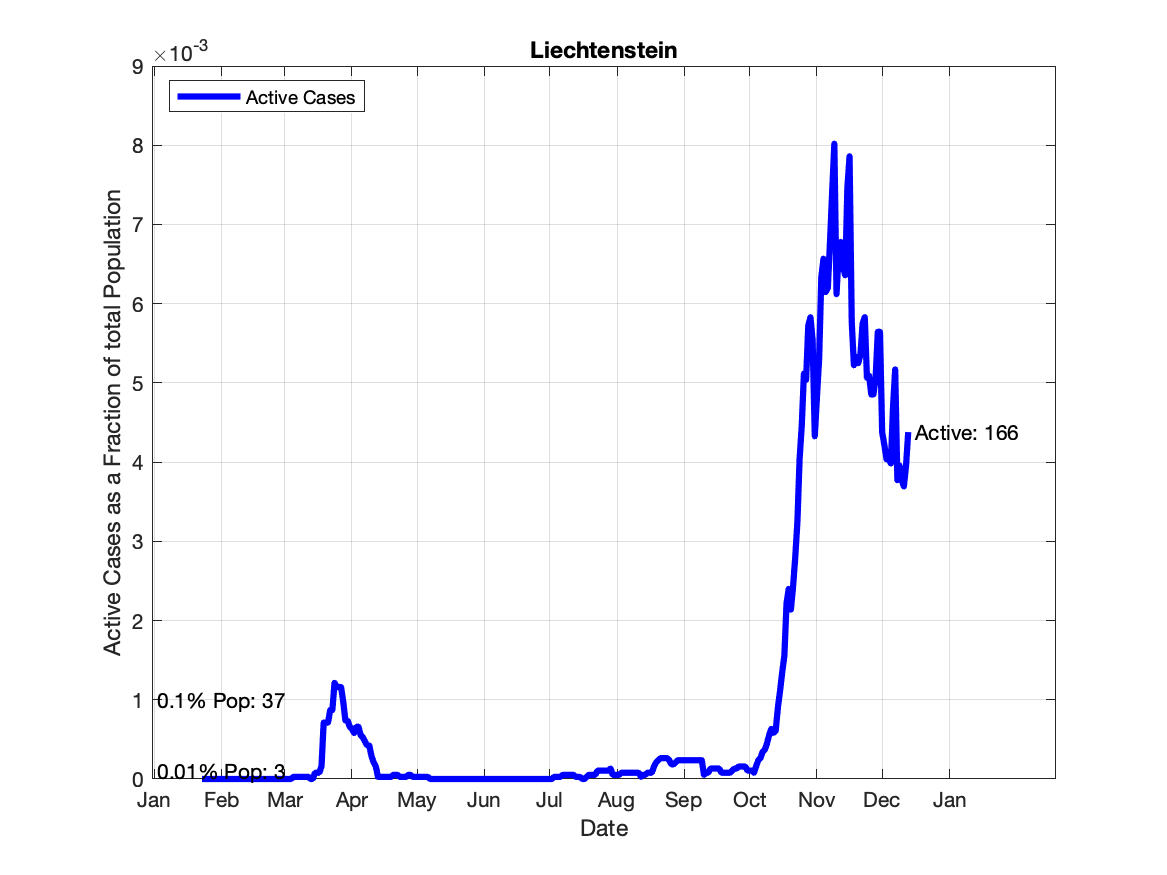 Liechtenstein
×10-3
Active Cases
9
8
7
6
5
4
3
2
1
0
Active Cases as a Fraction of total Population
Active: 166
0.1% Pop: 37
0.01% Pop: 3
Jan Feb Mar Apr May Jun Jul Aug Sep Oct Nov Dec Jan
Date